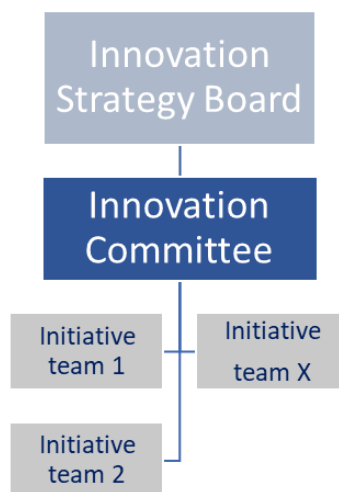 Innovation
Strategy Board
Innovation
Committee
Initiative
team 1
Initiative
team X
Initiative
team 2